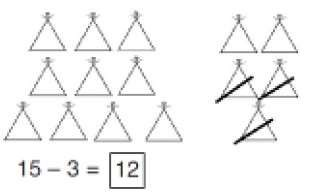 15 – 3 = 12